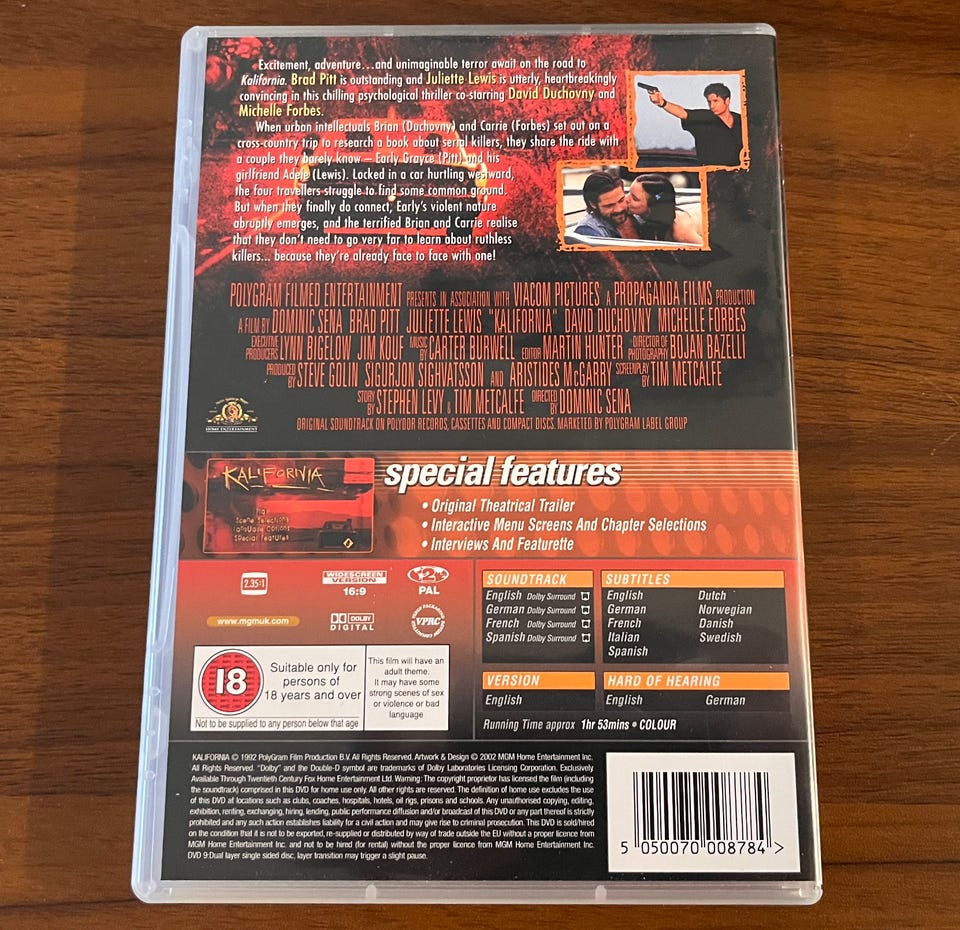 Excitement, adventure...and unimaginable terror await on the road to
Kalifornia. Brad Pitt is outstanding and Juliette Lewis is utterly, heartbreakingly
convincing in this chilling psychological thriller co-starring David Duchovny and
Michelle Forbes.
When urban intellectuals Brian (Duchovny) and Carrie (Forbes) set out on a
cross-country trip to research a book about serial killers, they share the ride with
a couple they barely know – Early Grayce (Pitt) and his
girlfriend Adele (Lewis). Locked in a car hurtling westward,
the four travellers struggle to find some common ground.
But when they finally do connect, Early's violent nature
abruptly emerges, and the terrified Brian and Carrie realise
that they don't need to go very far to learn about ruthless
killers... because they're already face to face with one!
POLYGRAM FILMED ENTERTAINMENT PRESENTS IN ASSOCIATION WITH VIACOM PICTURES A PROPAGANDA FILMS PRODUCTION
A FILM BY DOMINIC SENA BRAD PITT JULIETTE LEWIS "KALIFORNIA" DAVID DUCHOVNY MICHELLE FORBES
EXECUTIVE PRODUCERS LYNN BIGELOW JIM KOUF MUSIC BY CARTER BURWELL EDITOR MARTIN HUNTER DIRECTOR OF PHOTOGRAPHY BOJAN BAZELLI
PRODUCED BY STEVE GOLIN SIGURJON SIGHVATSSON AND ARISTIDES McGARRY SCREENPLAY BY TIM METCALFE
STORY BY STEPHEN LEVY & TIM METCALFE DIRECTED BY DOMINIC SENA
ORIGINAL SOUNDTRACK ON POLYDOR RECORDS, CASSETTES AND COMPACT DISCS. MARKETED BY POLYGRAM LABEL GROUP
HOME ENTERTAINMENT
KALIFORNIA
Play
Scene Selections
Language Options
Special Features
special features
• Original Theatrical Trailer
• Interactive Menu Screens And Chapter Selections
• Interviews And Featurette
2.35:1
WIDESCREEN
VERSION
16:9
2
PAL
www.mgmuk.com
DOLBY
DIGITAL
VIDEO PACKAGING REVIEW COMMITTEE
VPRC
SOUNDTRACK
English Dolby Surround
German Dolby Surround
French Dolby Surround
Spanish Dolby Surround
SUBTITLES
English Dutch
German Norwegian
French Danish
Italian Swedish
Spanish
VERSION
English
HARD OF HEARING
English German
Running Time approx 1hr 53mins • COLOUR
18
Suitable only for
persons of
18 years and over
Not to be supplied to any person below that age
This film will have an
adult theme.
It may have some
strong scenes of sex
or violence or bad
language
KALIFORNIA © 1992 PolyGram Film Production B.V. All Rights Reserved. Artwork & Design © 2002 MGM Home Entertainment Inc.
All Rights Reserved. "Dolby" and the Double-D symbol are trademarks of Dolby Laboratories Licensing Corporation. Exclusively
Available Through Twentieth Century Fox Home Entertainment Ltd. Warning: The copyright proprietor has licensed the film (including
the soundtrack) comprised in this DVD for home use only. All other rights are reserved. The definition of home use excludes the use
of this DVD at locations such as clubs, coaches, hospitals, hotels, oil rigs, prisons and schools. Any unauthorised copying, editing,
exhibition, renting, exchanging, hiring, lending, public performance diffusion and/or broadcast of this DVD or any part thereof is strictly
prohibited and any such action establishes liability for a civil action and may give rise to criminal prosecution. This DVD is sold/hired
on the condition that it is not to be exported, re-supplied or distributed by way of trade outside the EU without a proper licence from
MGM Home Entertainment Inc. and not to be hired (for rental) without the proper licence from MGM Home Entertainment Inc.
DVD 9:Dual layer single sided disc, layer transition may trigger a slight pause.
5 050070 008784 >